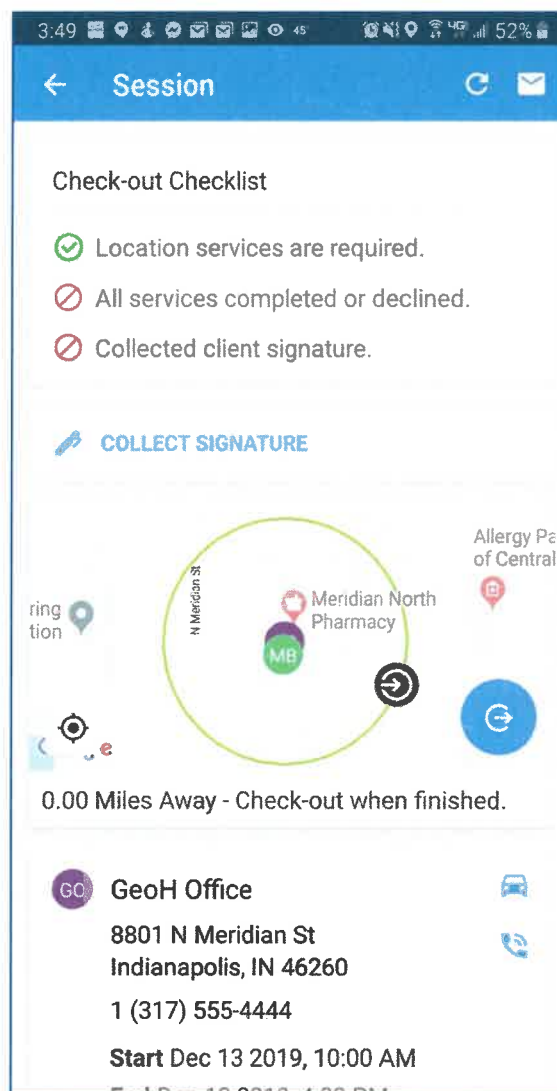 3:49
45°
4G
52%
Session
Check-out Checklist
Location services are required.
All services completed or declined.
Collected client signature.
COLLECT SIGNATURE
Allergy Pa
of Central
N Meridian St
Meridian North
Pharmacy
ring
tion
MB
0.00 Miles Away - Check-out when finished.
GO
GeoH Office
8801 N Meridian St
Indianapolis, IN 46260
1 (317) 555-4444
Start Dec 13 2019, 10:00 AM